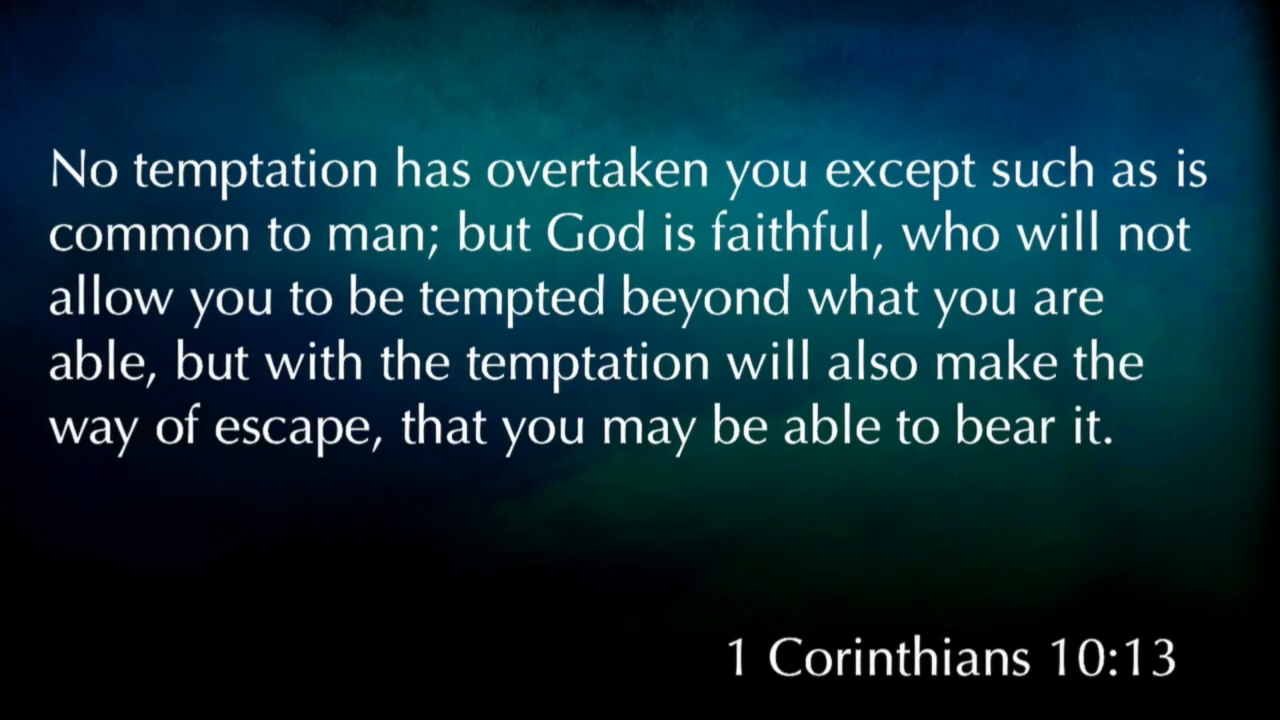 No temptation has overtaken you except such as is
common to man; but God is faithful, who will not
allow you to be tempted beyond what you are
able, but with the temptation will also make the
way of escape, that you may be able to bear it.
1 Corinthians 10:13